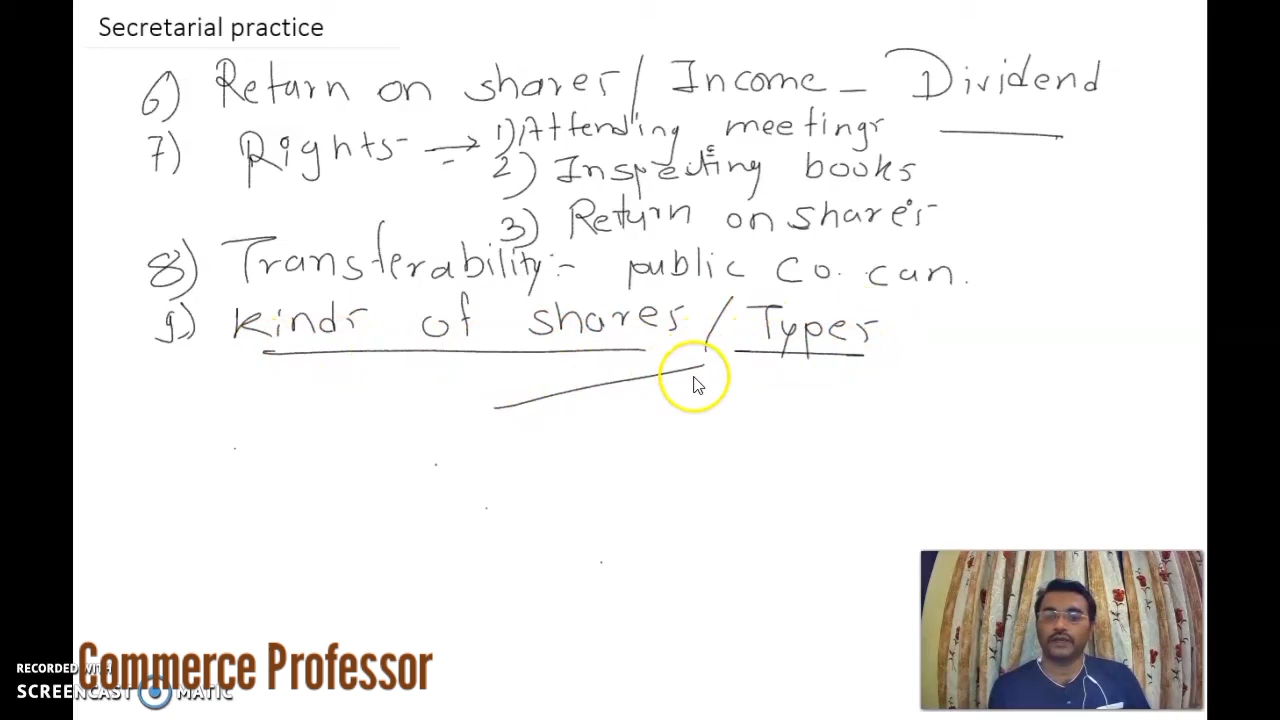 Secretarial practice
6) Return on shares / Income - Dividend
7) Rights → 1) Attending meetings
2) Inspecting books
3) Return on shares
8) Transferability:- public Co. can.
9) Kinds of shares / Types
Commerce Professor
RECORDED WITH
SCREENCAST MATIC